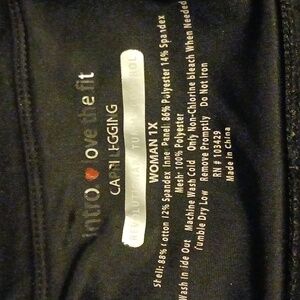 intro. love the fit
CAPRI LEGGING
WOMAN 1X
Shell: 88% Cotton 12% Spandex Inner Panel: 86% Polyester 14% Spandex
Mesh: 100% Polyester
Wash Inside Out Machine Wash Cold Only Non-Chlorine bleach When Needed
Tumble Dry Low Remove Promptly Do Not Iron
RN # 103429
Made in China